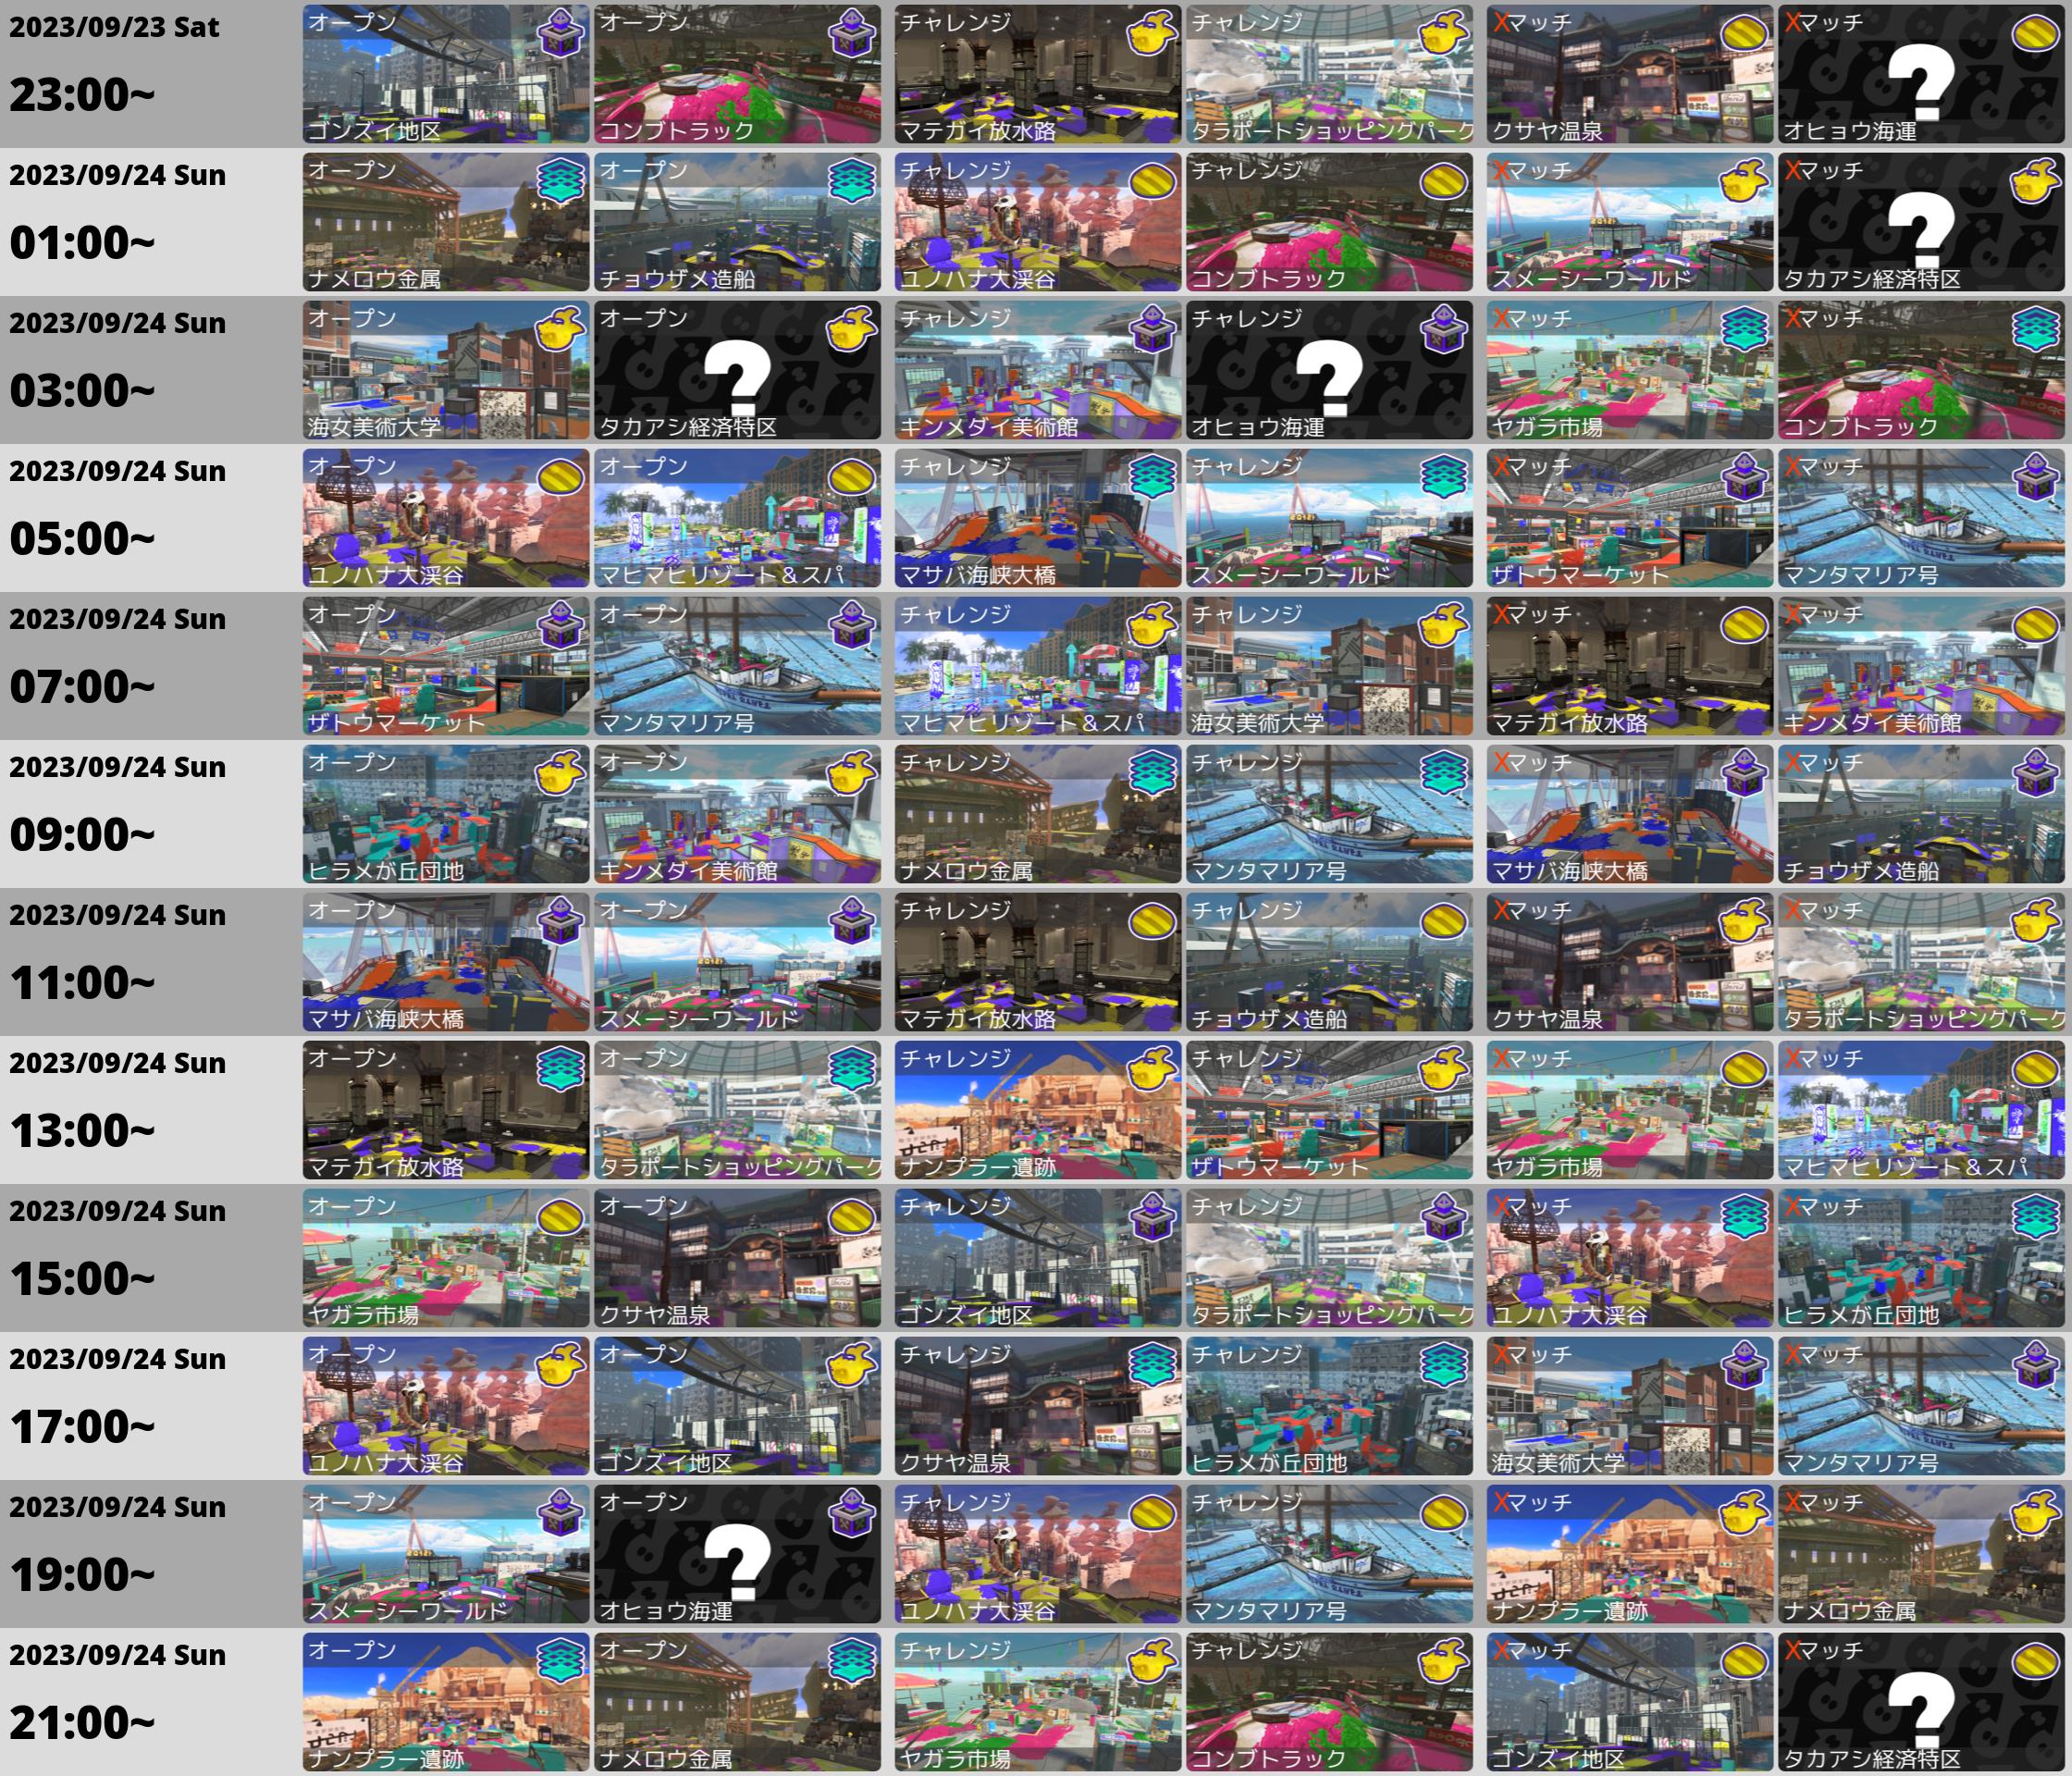 2023/09/23 Sat
23:00~
オープン オープン チャレンジ チャレンジ Xマッチ Xマッチ
ゴンズイ地区 コンブトラック マテガイ放水路 タラポートショッピングパーク クサヤ温泉 オヒョウ海運
2023/09/24 Sun
01:00~
オープン オープン チャレンジ チャレンジ Xマッチ Xマッチ
ナメロウ金属 チョウザメ造船 ユノハナ大渓谷 コンブトラック スメーシーワールド タカアシ経済特区
2023/09/24 Sun
03:00~
オープン オープン チャレンジ チャレンジ Xマッチ Xマッチ
海女美術大学 タカアシ経済特区 キンメダイ美術館 オヒョウ海運 ヤガラ市場 コンブトラック
2023/09/24 Sun
05:00~
オープン オープン チャレンジ チャレンジ Xマッチ Xマッチ
ユノハナ大渓谷 マヒマヒリゾート&スパ マサバ海峡大橋 スメーシーワールド ザトウマーケット マンタマリア号
2023/09/24 Sun
07:00~
オープン オープン チャレンジ チャレンジ Xマッチ Xマッチ
ザトウマーケット マンタマリア号 マヒマヒリゾート&スパ 海女美術大学 マテガイ放水路 キンメダイ美術館
2023/09/24 Sun
09:00~
オープン オープン チャレンジ チャレンジ Xマッチ Xマッチ
ヒラメが丘団地 キンメダイ美術館 ナメロウ金属 マンタマリア号 マサバ海峡大橋 チョウザメ造船
2023/09/24 Sun
11:00~
オープン オープン チャレンジ チャレンジ Xマッチ Xマッチ
マサバ海峡大橋 スメーシーワールド マテガイ放水路 チョウザメ造船 クサヤ温泉 タラポートショッピングパーク
2023/09/24 Sun
13:00~
オープン オープン チャレンジ チャレンジ Xマッチ Xマッチ
マテガイ放水路 タラポートショッピングパーク ナンプラー遺跡 ザトウマーケット ヤガラ市場 マヒマヒリゾート&スパ
2023/09/24 Sun
15:00~
オープン オープン チャレンジ チャレンジ Xマッチ Xマッチ
ヤガラ市場 クサヤ温泉 ゴンズイ地区 タラポートショッピングパーク ユノハナ大渓谷 ヒラメが丘団地
2023/09/24 Sun
17:00~
オープン オープン チャレンジ チャレンジ Xマッチ Xマッチ
ユノハナ大渓谷 ゴンズイ地区 クサヤ温泉 ヒラメが丘団地 海女美術大学 マンタマリア号
2023/09/24 Sun
19:00~
オープン オープン チャレンジ チャレンジ Xマッチ Xマッチ
スメーシーワールド オヒョウ海運 ユノハナ大渓谷 マンタマリア号 ナンプラー遺跡 ナメロウ金属
2023/09/24 Sun
21:00~
オープン オープン チャレンジ チャレンジ Xマッチ Xマッチ
ナンプラー遺跡 ナメロウ金属 ヤガラ市場 コンブトラック ゴンズイ地区 タカアシ経済特区